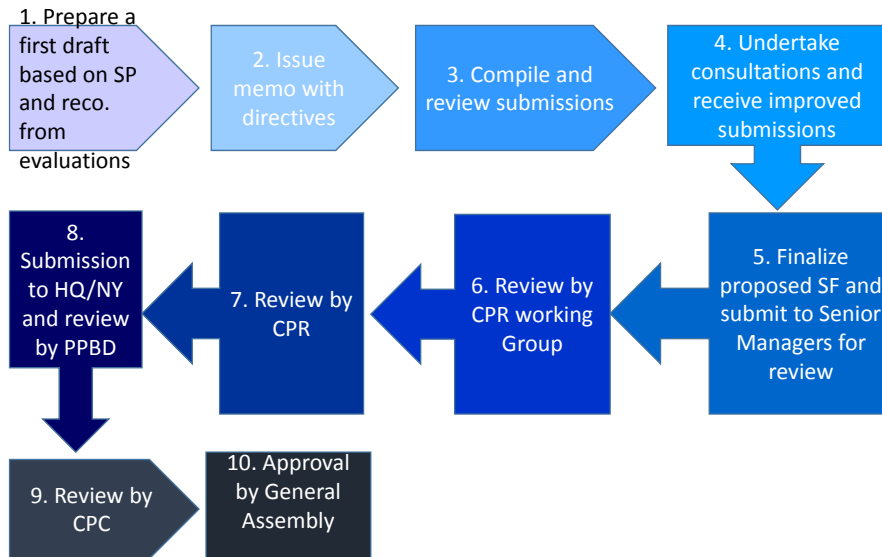 1. Prepare a
first draft
based on SP
and reco.
from
evaluations
2. Issue
memo with
directives
3. Compile and
review submissions
4. Undertake
consultations and
receive improved
submissions
5. Finalize
proposed SF and
submit to Senior
Managers for
review
6. Review by
CPR working
Group
7. Review by
CPR
8.
Submission
to HQ/NY
and review
by PPBD
9. Review by
CPC
10. Approval
by General
Assembly